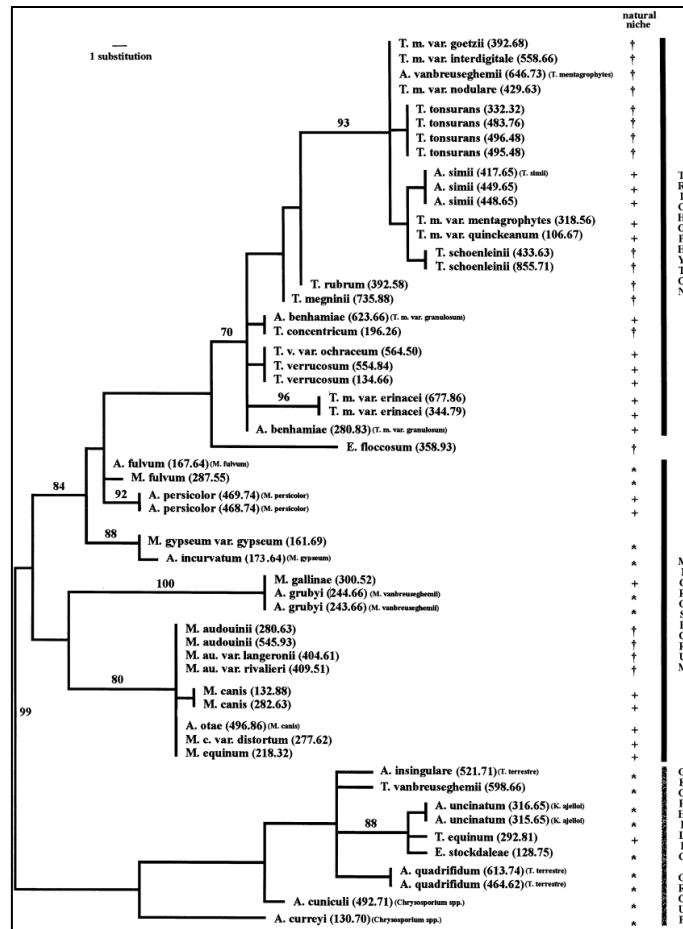 natural
niche
1 substitution
T. m. var. goetzii (392.68) †
T. m. var. interdigitale (558.66) †
A. vanbreuseghemii (646.73) (T. mentagrophytes) †
T. m. var. nodulare (429.63) †
T. tonsurans (332.32) †
T. tonsurans (483.76) †
T. tonsurans (496.48) †
T. tonsurans (495.48) †
93
A. simii (417.65) (T. simii) +
A. simii (449.65) +
A. simii (448.65) +
T. m. var. mentagrophytes (318.56) +
T. m. var. quinckeanum (106.67) +
T. schoenleinii (433.63) †
T. schoenleinii (855.71) †
T. rubrum (392.58) †
T. megninii (735.88) †
A. benhamiae (623.66) (T. m. var. granulosum) +
T. concentricum (196.26) †
70
T. v. var. ochraceum (564.50) +
T. verrucosum (554.84) +
T. verrucosum (134.66) +
96
T. m. var. erinacei (677.86) +
T. m. var. erinacei (344.79) +
A. benhamiae (280.83) (T. m. var. granulosum) +
E. floccosum (358.93) †
TRICHOPHYTON
A. fulvum (167.64) (M. fulvum) *
M. fulvum (287.55) *
84
92
A. persicolor (469.74) (M. persicolor) +
A. persicolor (468.74) (M. persicolor) +
88
M. gypseum var. gypseum (161.69) *
A. incurvatum (173.64) (M. gypseum) *
100
M. gallinae (300.52) +
A. grubyi (244.66) (M. vanbreuseghemii) *
A. grubyi (243.66) (M. vanbreuseghemii) *
M. audouinii (280.63) †
M. audouinii (545.93) †
M. au. var. langeronii (404.61) †
M. au. var. rivalieri (409.51) †
80
M. canis (132.88) +
M. canis (282.63) +
A. otae (496.86) (M. canis) +
M. c. var. distortum (277.62) +
M. equinum (218.32) +
MICROSPORUM
99
A. insingulare (521.71) (T. terrestre) *
T. vanbreuseghemii (598.66) *
A. uncinatum (316.65) (K. ajelloi) *
A. uncinatum (315.65) (K. ajelloi) *
88
T. equinum (292.81) +
E. stockdaleae (128.75) *
A. quadrifidum (613.74) (T. terrestre) *
A. quadrifidum (464.62) (T. terrestre) *
A. cuniculi (492.71) (Chrysosporium spp.) *
A. curreyi (130.70) (Chrysosporium spp.) *
GEOPHILIC GROUP